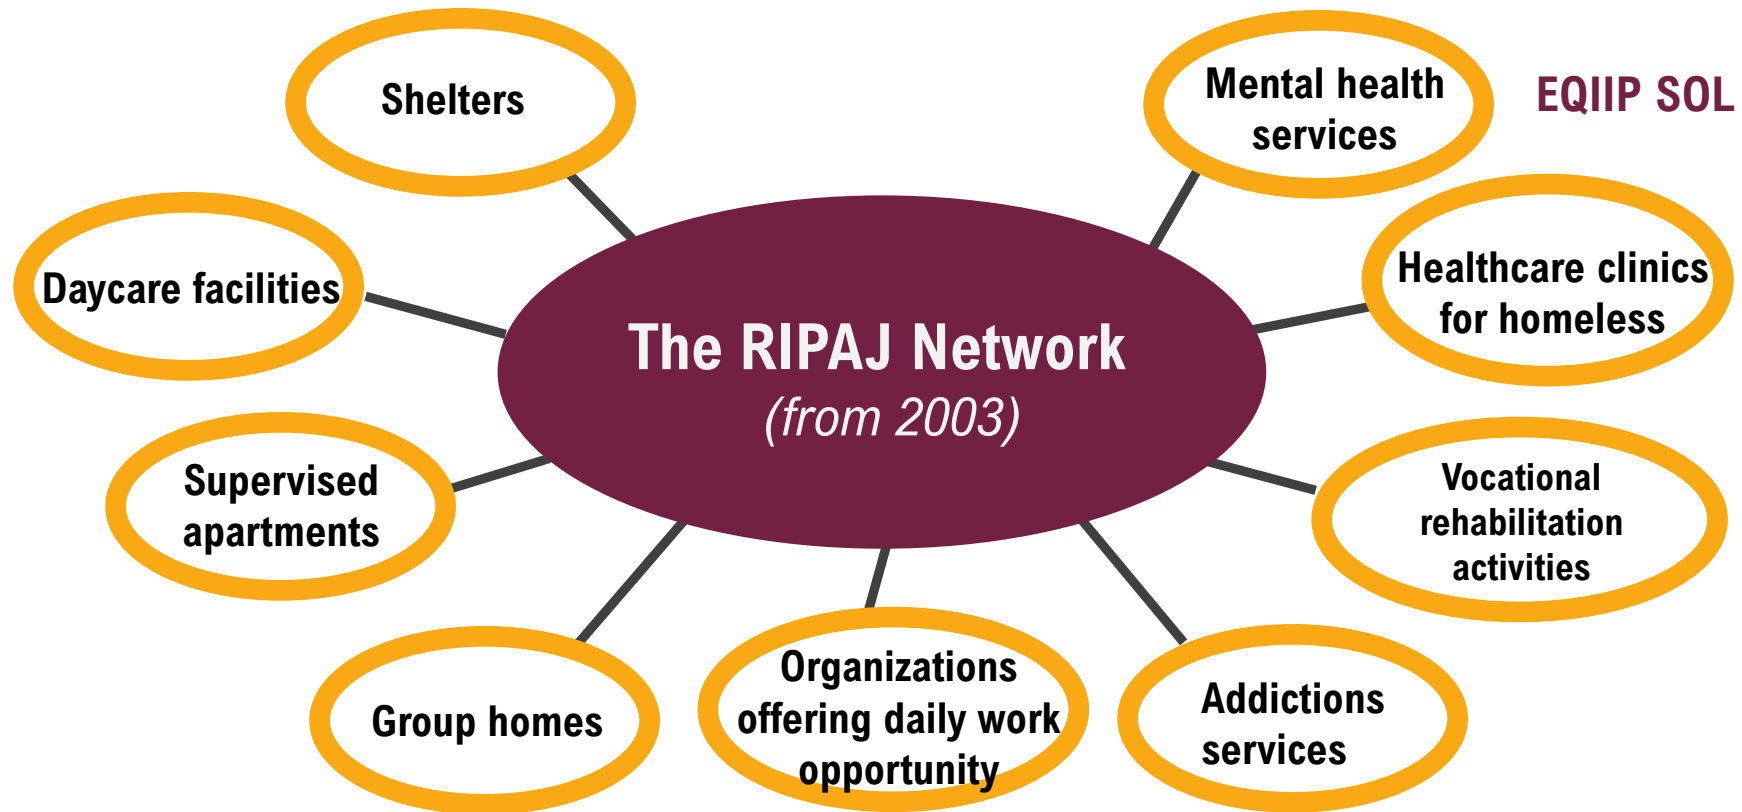 Shelters
Mental health
services
EQIIP SOL
Daycare facilities
Healthcare clinics
for homeless
The RIPAJ Network
(from 2003)
Supervised
apartments
Vocational
rehabilitation
activities
Group homes
Organizations
offering daily work
opportunity
Addictions
services